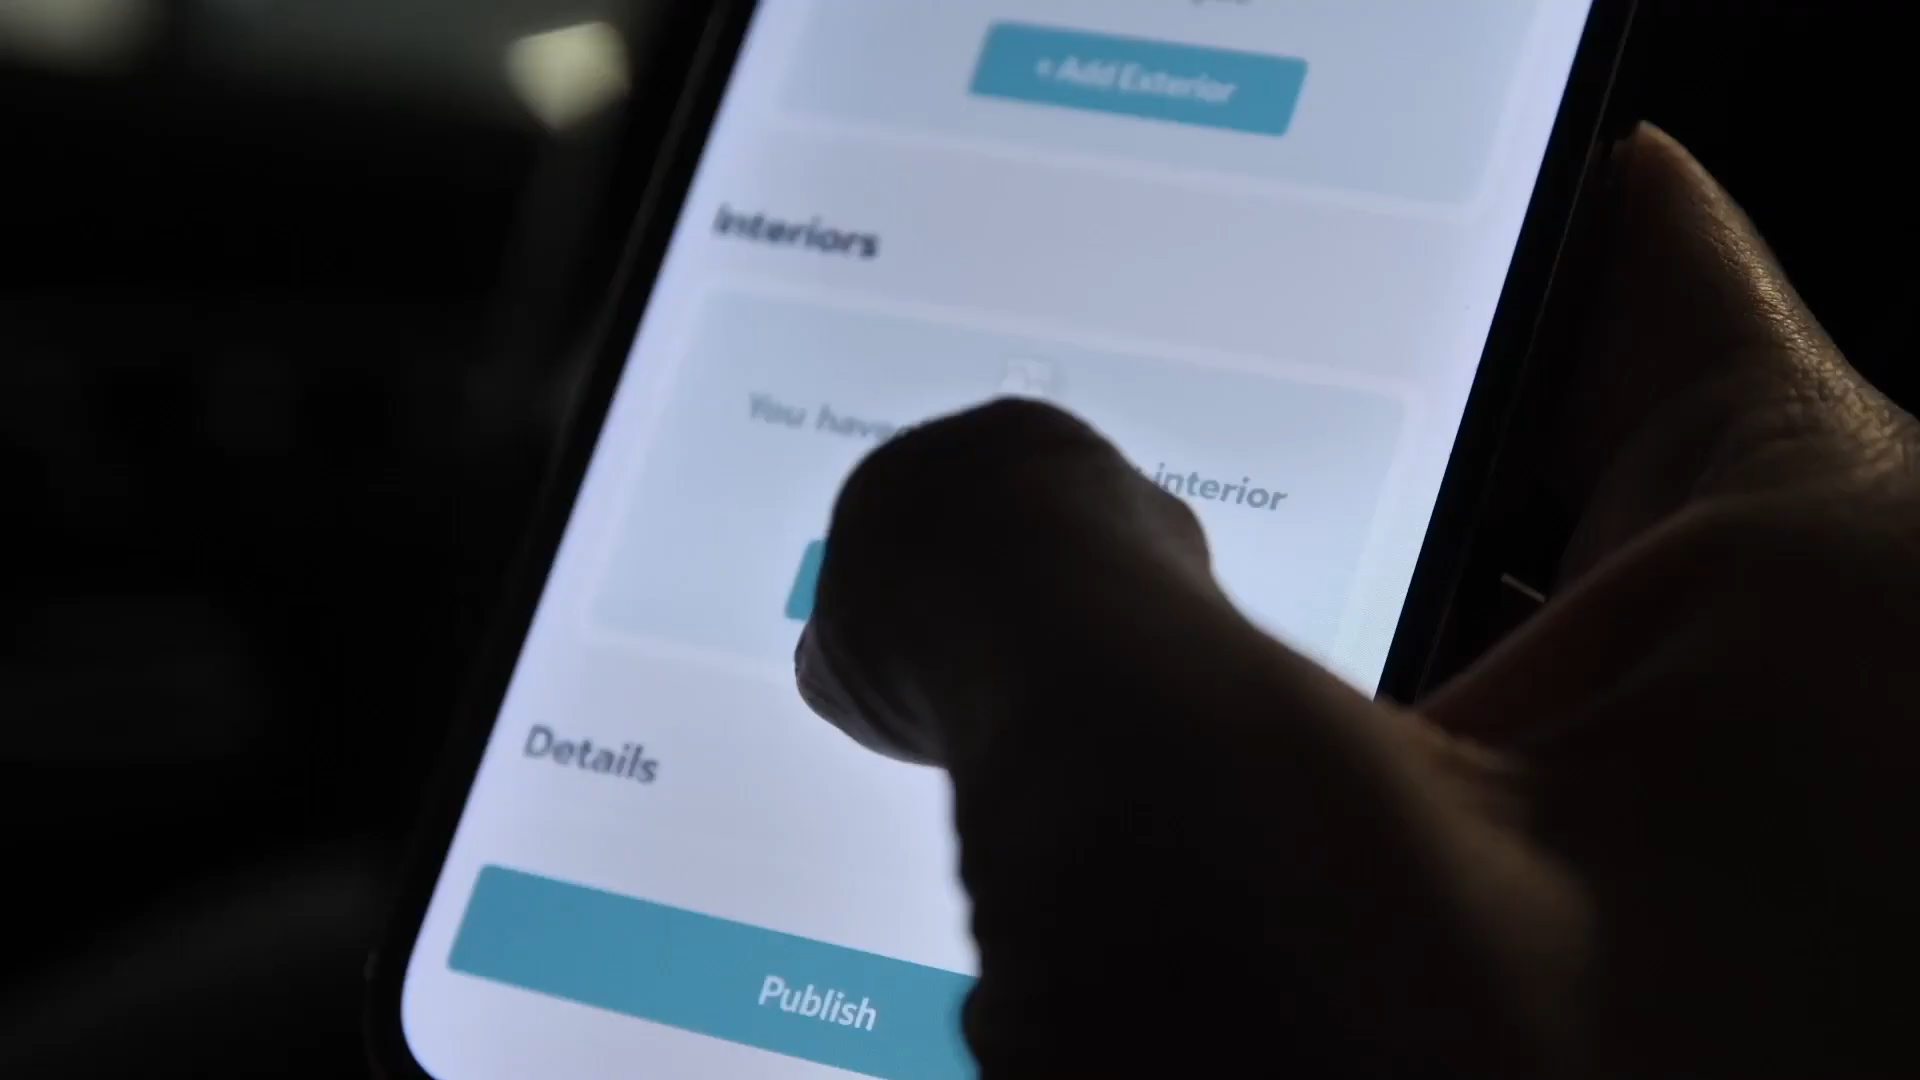 + Add Exterior
Interiors
You have
interior
Details
Publish